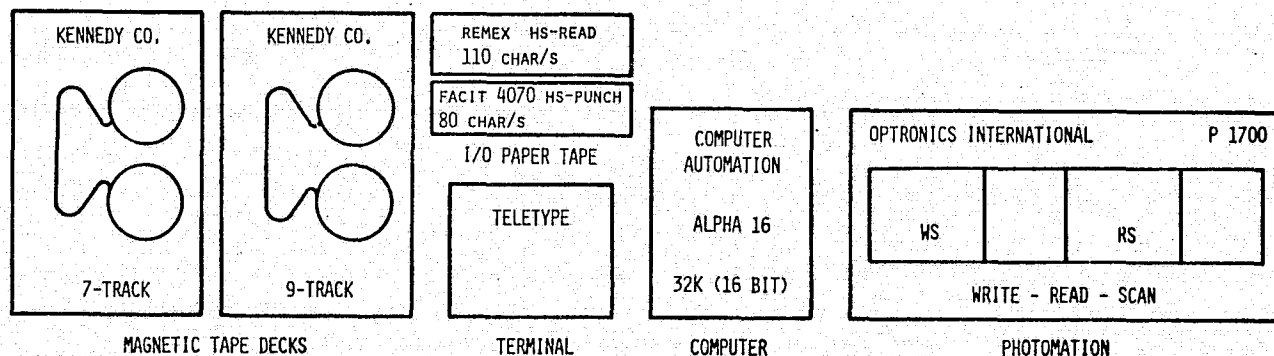 KENNEDY CO.
7-TRACK
KENNEDY CO.
9-TRACK
MAGNETIC TAPE DECKS
REMEX HS-READ
110 CHAR/S
FACIT 4070 HS-PUNCH
80 CHAR/S
I/O PAPER TAPE
TELETYPE
TERMINAL
COMPUTER
AUTOMATION
ALPHA 16
32K (16 BIT)
COMPUTER
OPTRONICS INTERNATIONAL P 1700
WS RS
WRITE - READ - SCAN
PHOTOMATION